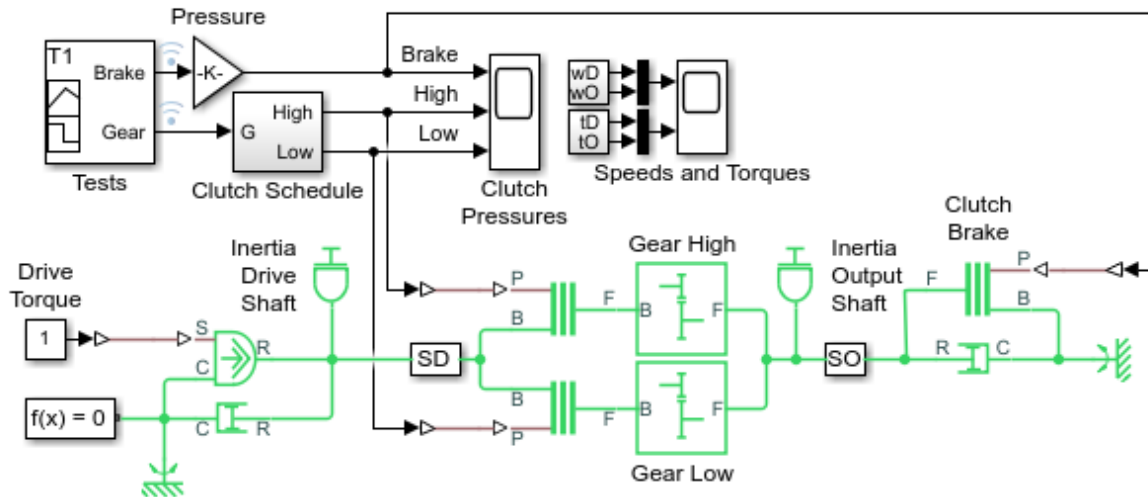 Pressure
T1
Brake
-K-
Brake
wD
wO
High
High
Gear
G
tD
tO
Low
Low
Tests
Clutch Schedule
Clutch
Pressures
Speeds and Torques
Clutch
Brake
Drive
Torque
Inertia
Drive
Shaft
Gear High
Inertia
Output
Shaft
P
F
B
P
F
B
B
F
1
S
R
C
SD
SO
R
C
B
F
B
F
P
f(x) = 0
C
R
Gear Low